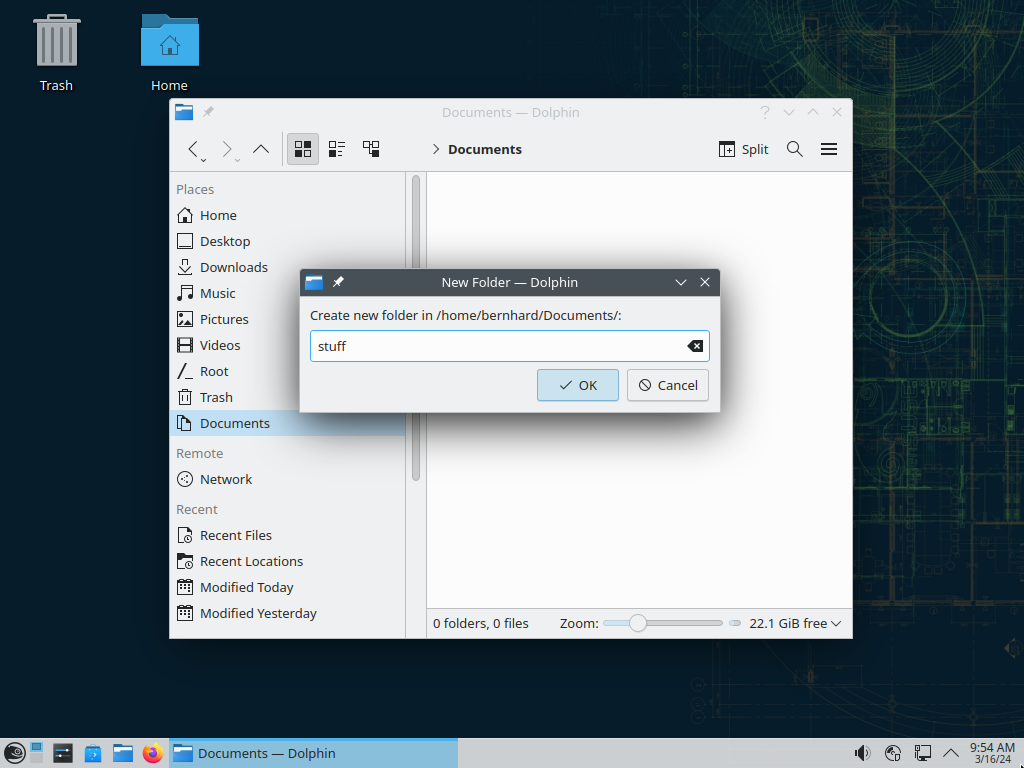 Trash
Home
Documents — Dolphin
Documents
Split
Places
Home
Desktop
Downloads
Music
Pictures
Videos
Root
Trash
Documents
Remote
Network
Recent
Recent Files
Recent Locations
Modified Today
Modified Yesterday
New Folder — Dolphin
Create new folder in /home/bernhard/Documents/:
stuff
OK
Cancel
0 folders, 0 files
Zoom:
22.1 GiB free
Documents — Dolphin
9:54 AM
3/16/24